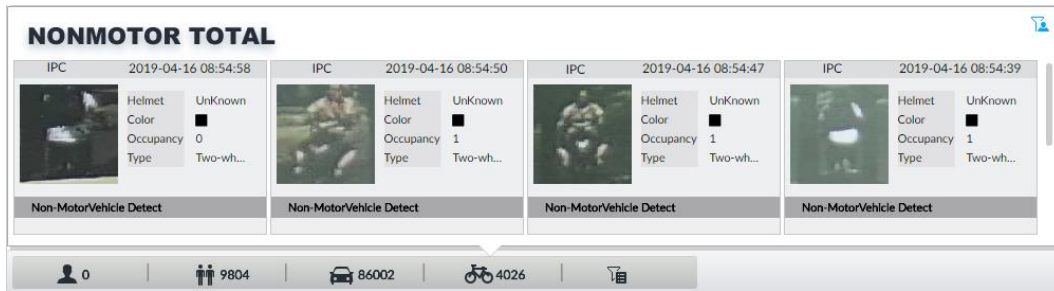 NONMOTOR TOTAL
IPC 2019-04-16 08:54:58
Helmet UnKnown
Color
Occupancy 0
Type Two-wh...
Non-MotorVehicle Detect
IPC 2019-04-16 08:54:50
Helmet UnKnown
Color
Occupancy 1
Type Two-wh...
Non-MotorVehicle Detect
IPC 2019-04-16 08:54:47
Helmet UnKnown
Color
Occupancy 1
Type Two-wh...
Non-MotorVehicle Detect
IPC 2019-04-16 08:54:39
Helmet UnKnown
Color
Occupancy 1
Type Two-wh...
Non-MotorVehicle Detect
0 9804 86002 4026